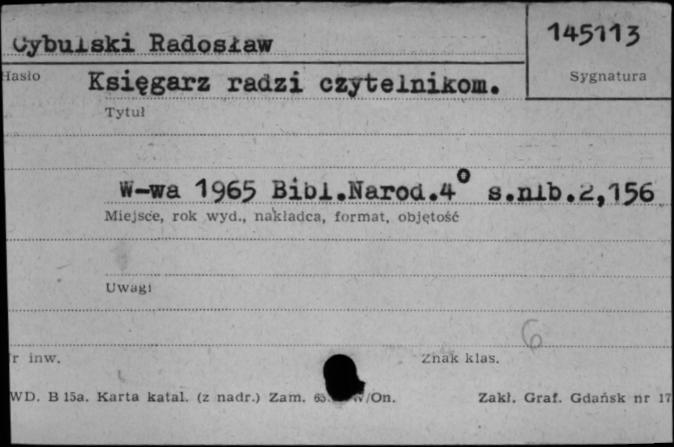 Cybulski Radosław
145113
Hasło
Księgarz radzi czytelnikom.
Sygnatura
Tytuł
W-wa 1965 Bibl.Narod.4° s.nlb.2,156
Miejsce, rok wyd., nakładca, format, objętość
Uwagi
6
r inw.
Znak klas.
WD. B 15a. Karta katal. (z nadr.) Zam. /On.
Zakł. Graf. Gdańsk nr 17